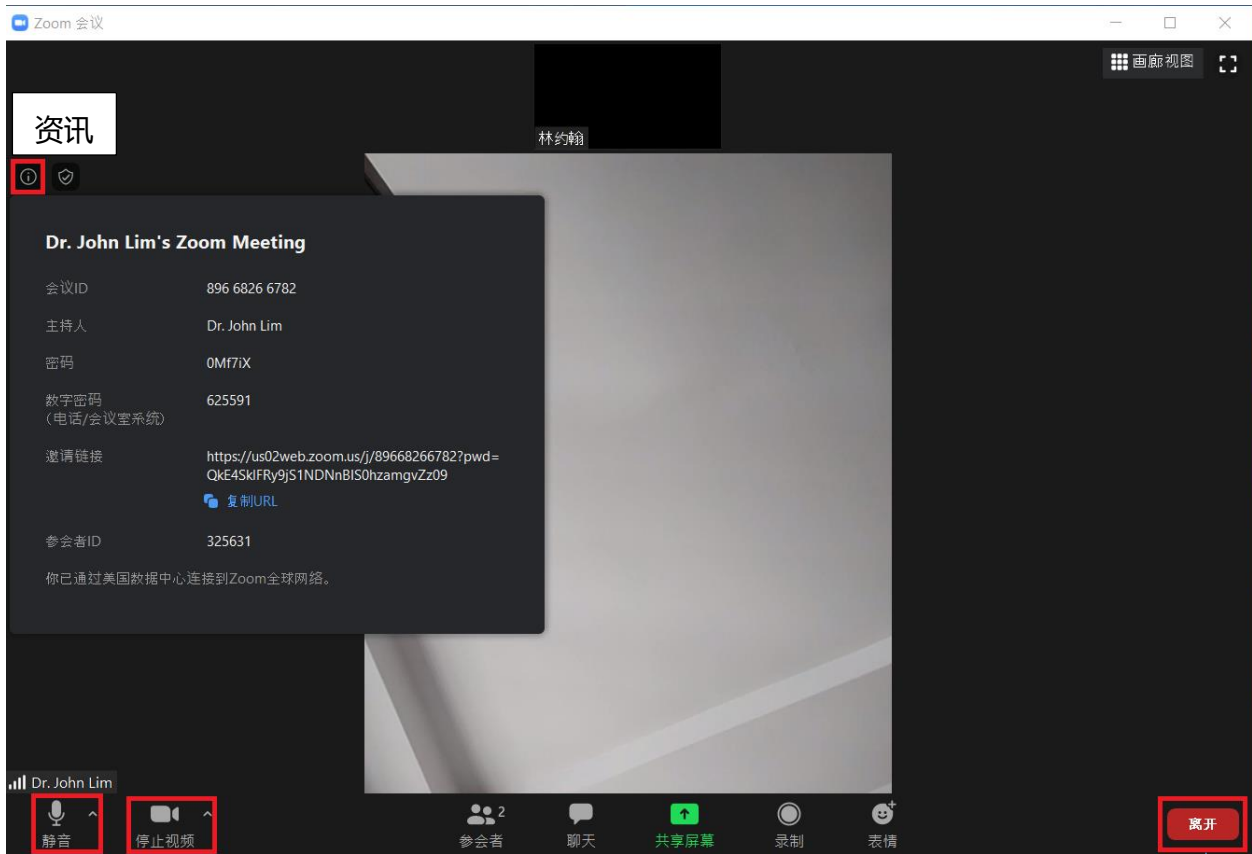 Zoom 会议
画廊视图
林约翰
资讯
Dr. John Lim's Zoom Meeting
会议ID 896 6826 6782
主持人 Dr. John Lim
密码 0Mf7iX
数字密码 625591
(电话/会议室系统)
邀请链接 https://us02web.zoom.us/j/89668266782?pwd=
QkE4SklFRy9jS1NDNnBIS0hzamgvZz09
复制URL
参会者ID 325631
你已通过美国数据中心连接到Zoom全球网络。
Dr. John Lim
静音 停止视频 参会者 2 聊天 共享屏幕 录制 表情 离开